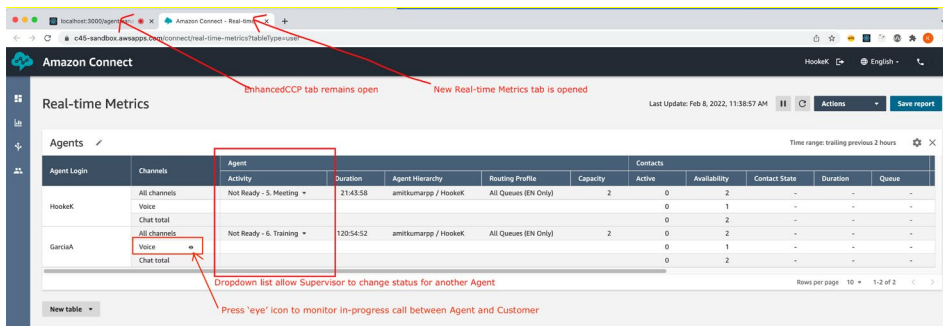 localhost:3000/agent
Amazon Connect - Real-time
c45-sandbox.awsapps.com/connect/real-time-metrics?tableType=user
Amazon Connect
HookeK
English
EnhancedCCP tab remains open
New Real-time Metrics tab is opened
Real-time Metrics
Last Update: Feb 8, 2022, 11:38:57 AM
Actions
Save report
Agents
Time range: trailing previous 2 hours
Agent Login Channels Agent Contacts
Activity Duration Agent Hierarchy Routing Profile Capacity Active Availability Contact State Duration Queue
All channels Not Ready - 5. Meeting 21:43:58 amitkumarpp / HookeK All Queues (EN Only) 2 0 2 - - -
HookeK Voice 0 1 - - -
Chat total 0 2 - - -
All channels Not Ready - 6. Training 120:54:52 amitkumarpp / HookeK All Queues (EN Only) 2 0 2 - - -
GarciaA Voice 0 1 - - -
Chat total 0 2 - - -
Dropdown list allow Supervisor to change status for another Agent
Rows per page 10 1-2 of 2
New table
Press 'eye' icon to monitor in-progress call between Agent and Customer